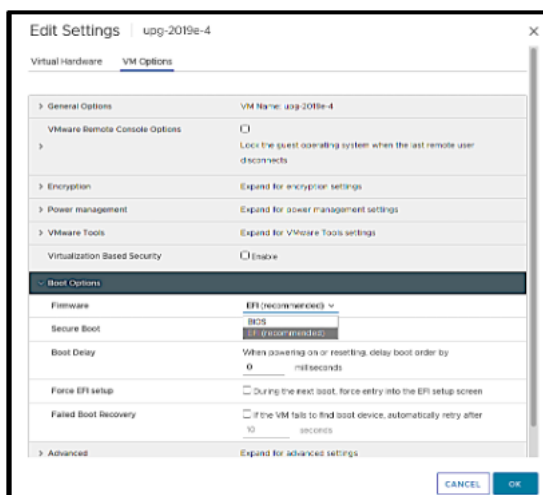 Edit Settings upg-2019e-4
Virtual Hardware VM Options
General Options VM Name: upg-2019e-4
VMware Remote Console Options
Lock the guest operating system when the last remote user
disconnects
Encryption Expand for encryption settings
Power management Expand for power management settings
VMware Tools Expand for VMware Tools settings
Virtualization Based Security Enable
Boot Options
Firmware EFI (recommended)
BIOS
EFI (recommended)
Secure Boot
Boot Delay When powering on or resetting, delay boot order by
0 milliseconds
Force EFI setup During the next boot, force entry into the EFI setup screen
Failed Boot Recovery If the VM fails to find boot device, automatically retry after
10 seconds
Advanced Expand for advanced settings
CANCEL OK